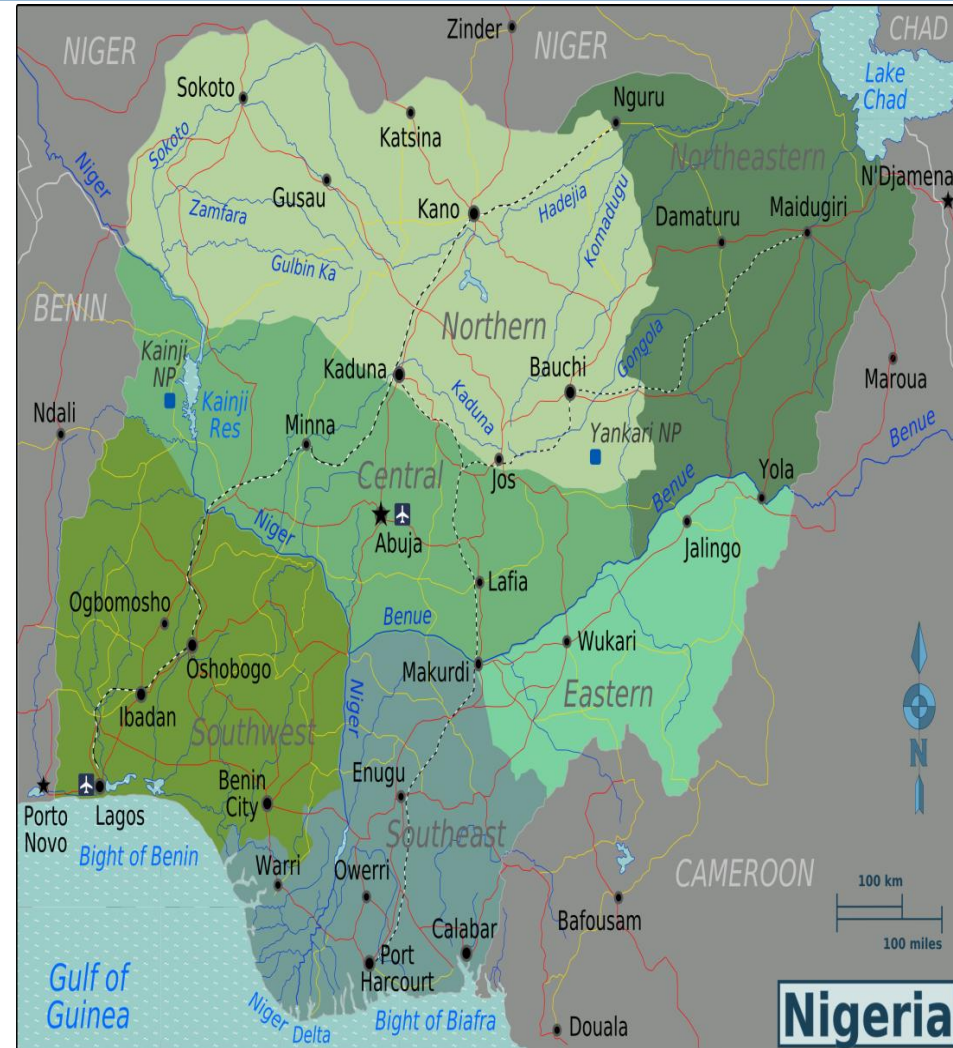 NIGER
Zinder
NIGER
CHAD
Lake
Chad
Sokoto
Katsina
Nguru
Niger
Sokoto
Northeastern
N'Djamena
Gusau
Zamfara
Kano
Hadejia
Komadugu
Damaturu
Maidugiri
Gulbin Ka
BENIN
Northern
Kainji
NP
Kaduna
Bauchi
Gongola
Maroua
Kainji
Res
Ndali
Minna
Kaduna
Yankari NP
Benue
Central
Jos
Benue
Yola
Niger
Abuja
Jalingo
Lafia
Ogbomosho
Benue
Wukari
Oshobogo
Makurdi
Ibadan
Niger
Eastern
Southwest
N
Enugu
Benin
City
Porto
Novo
Lagos
Southeast
Bight of Benin
Warri
Owerri
CAMEROON
100 km
Bafousam
Calabar
100 miles
Port
Harcourt
Gulf of
Guinea
Niger
Delta
Bight of Biafra
Douala
Nigeria